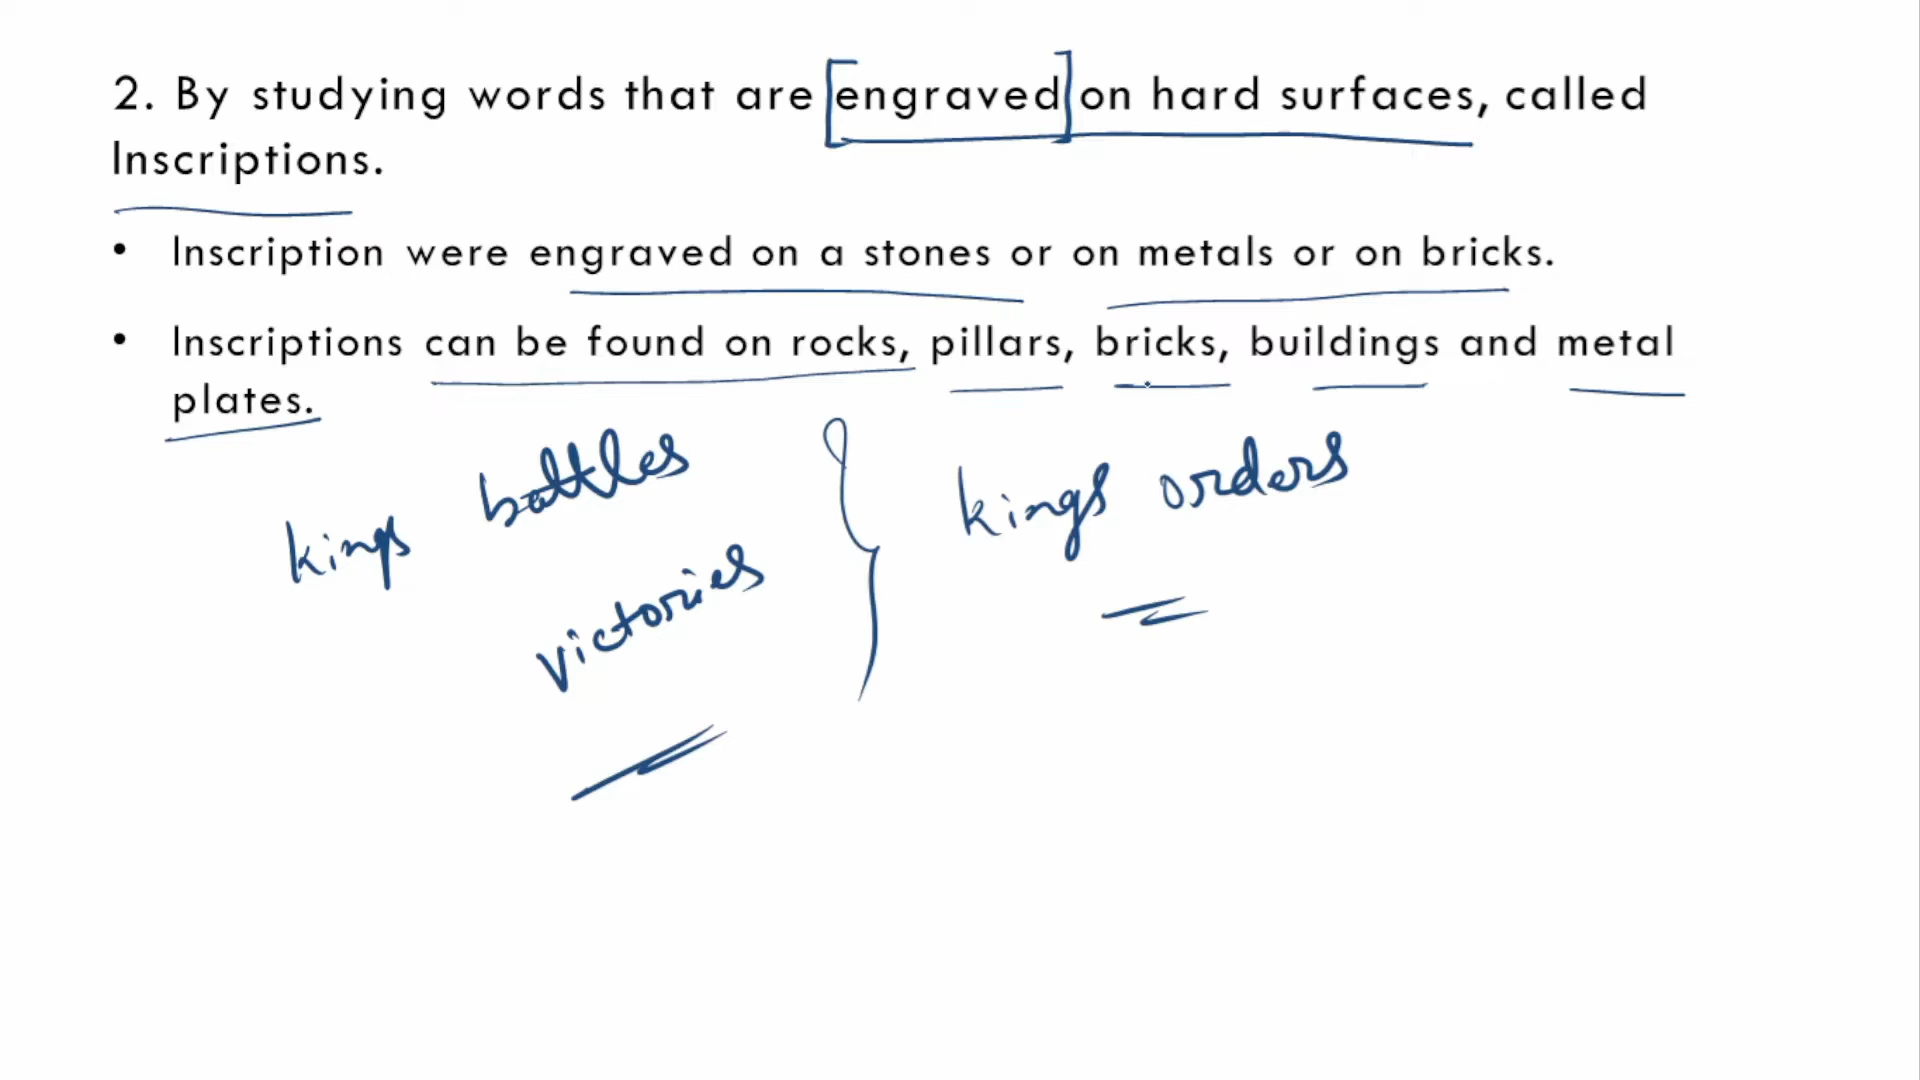 2. By studying words that are [engraved] on hard surfaces, called
Inscriptions.
• Inscription were engraved on a stones or on metals or on bricks.
• Inscriptions can be found on rocks, pillars, bricks, buildings and metal
plates.
kings battles
victories
kings orders